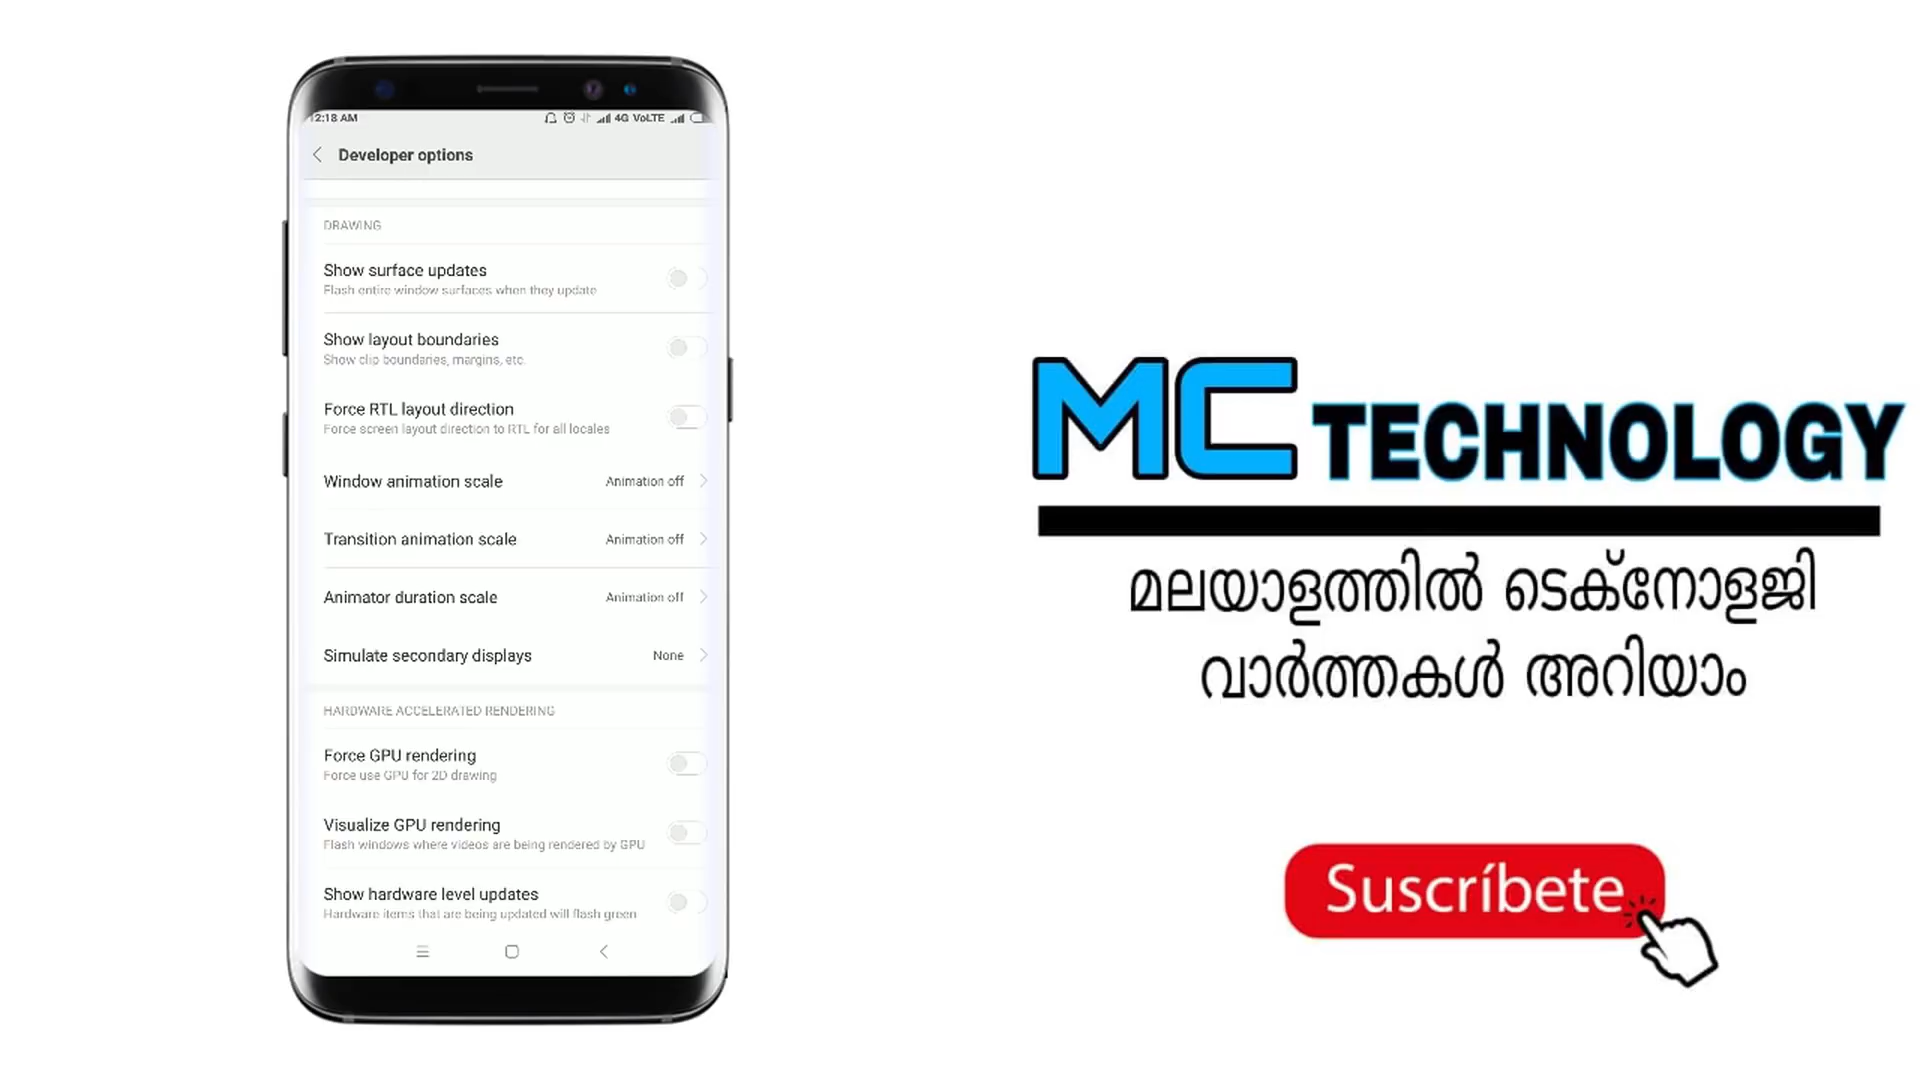 12:18 AM
4G VoLTE
Developer options
DRAWING
Show surface updates
Flash entire window surfaces when they update
Show layout boundaries
Show clip boundaries, margins, etc.
Force RTL layout direction
Force screen layout direction to RTL for all locales
Window animation scale Animation off
Transition animation scale Animation off
Animator duration scale Animation off
Simulate secondary displays None
HARDWARE ACCELERATED RENDERING
Force GPU rendering
Force use GPU for 2D drawing
Visualize GPU rendering
Flash windows where videos are being rendered by GPU
Show hardware level updates
Hardware items that are being updated will flash green
MC TECHNOLOGY
മലയാളത്തിൽ ടെക്നോളജി
വാർത്തകൾ അറിയാം
Suscríbete